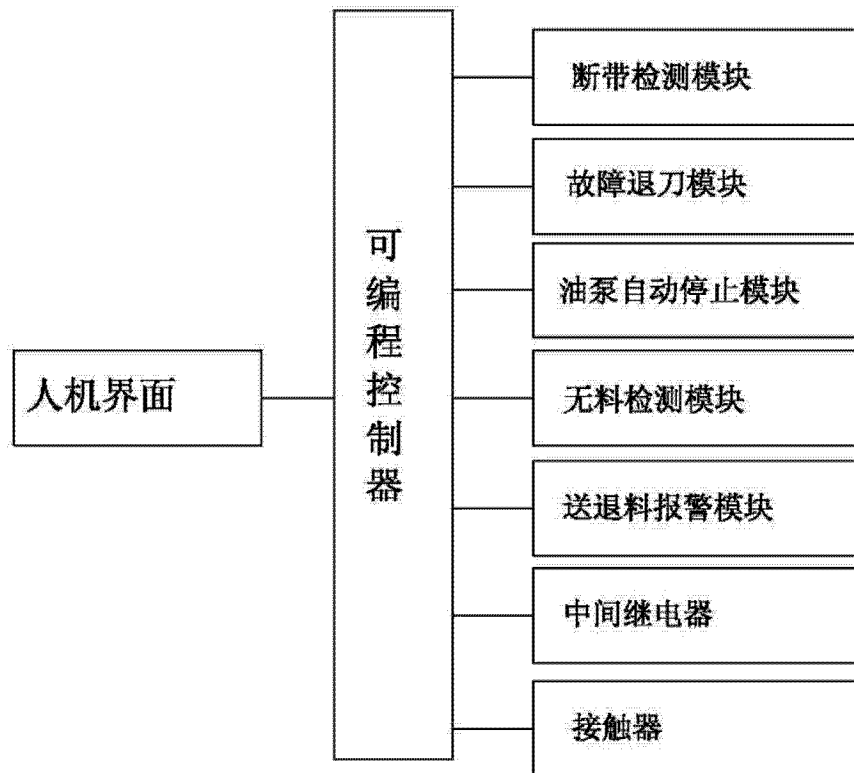 人机界面
可编程控制器
断带检测模块
故障退刀模块
油泵自动停止模块
无料检测模块
送退料报警模块
中间继电器
接触器